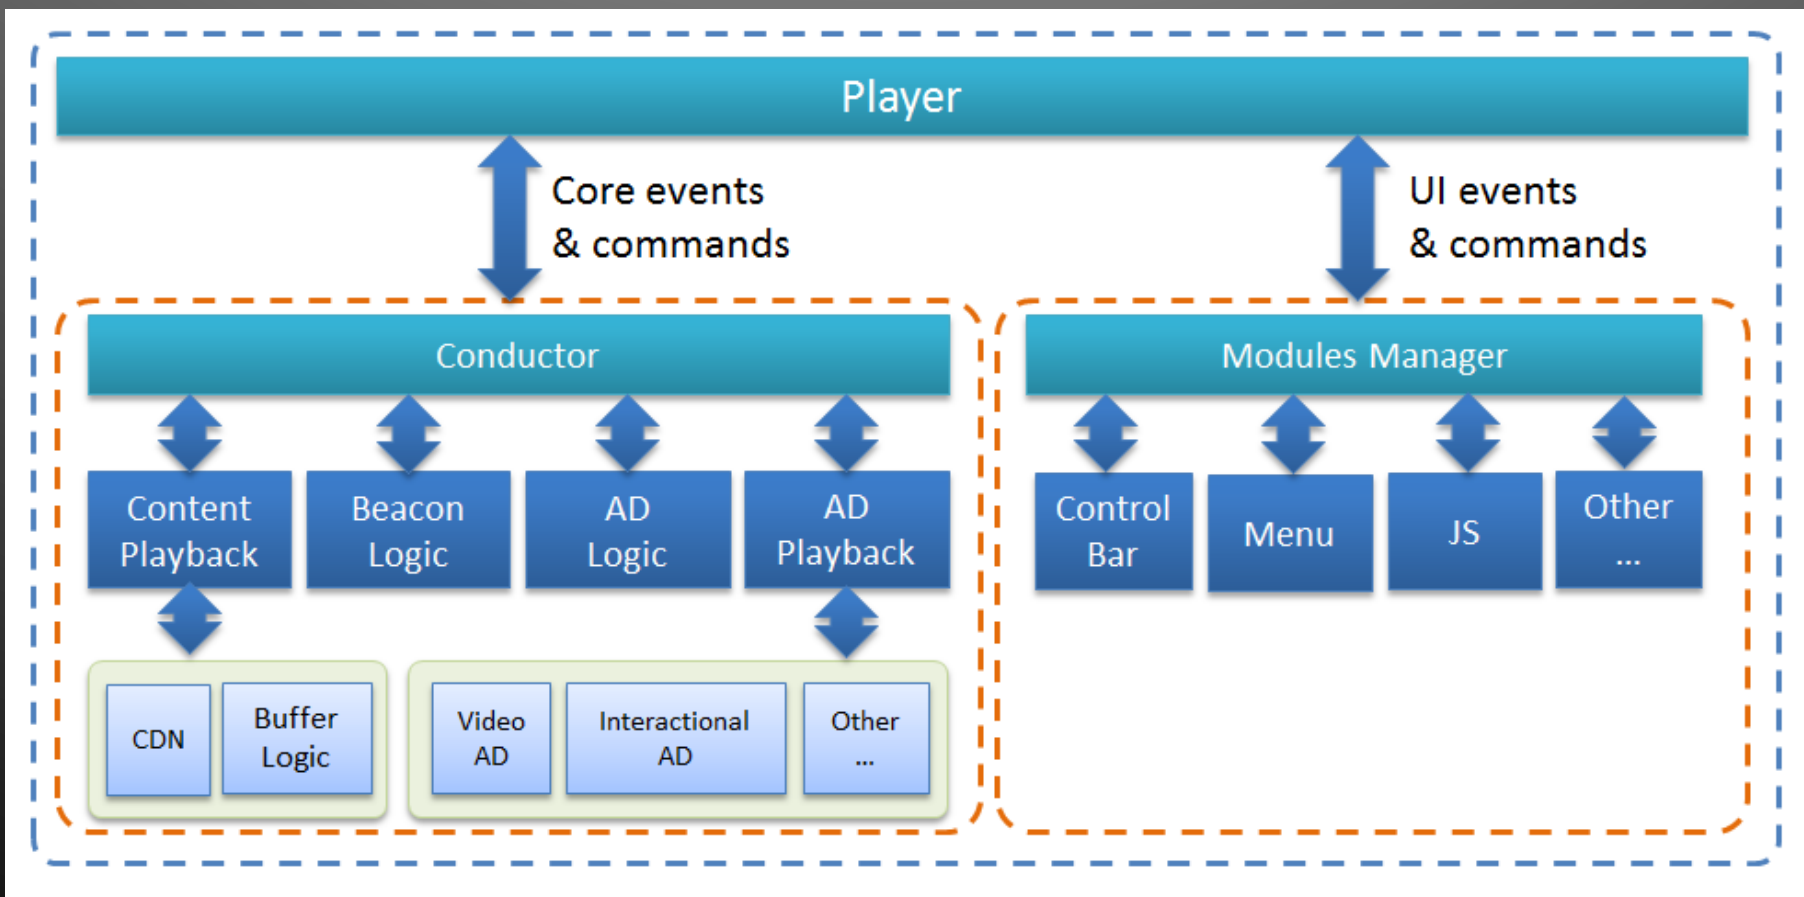 Player
Core events
& commands
UI events
& commands
Conductor
Modules Manager
Content
Playback
Beacon
Logic
AD
Logic
AD
Playback
Control
Bar
Menu
JS
Other
...
CDN
Buffer
Logic
Video
AD
Interactional
AD
Other
...